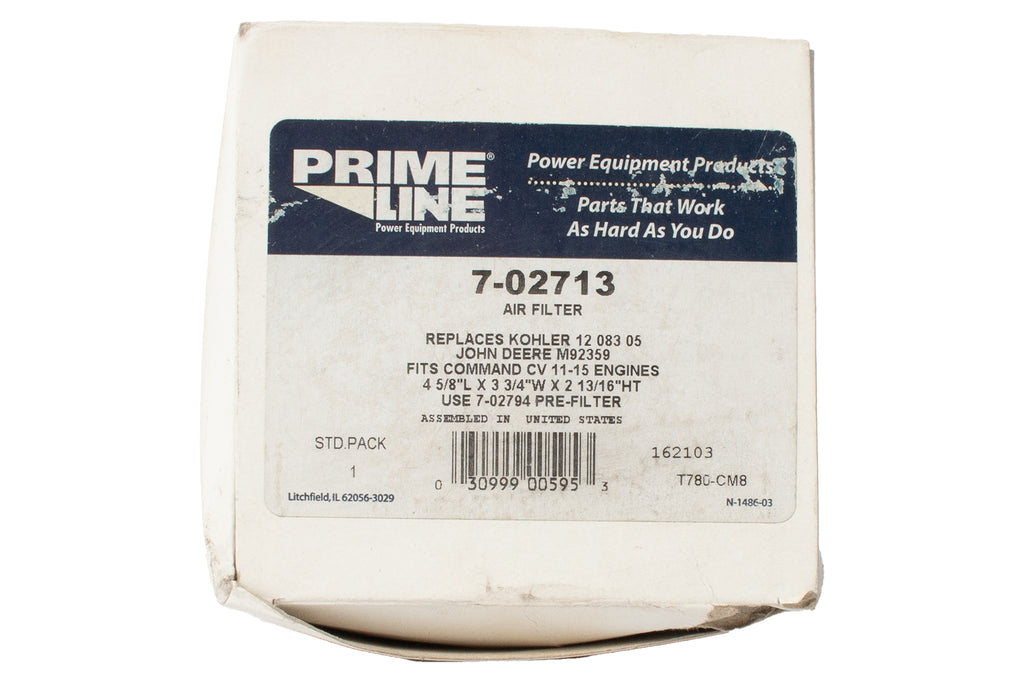 PRIME®
LINE
Power Equipment Products
Power Equipment Products
Parts That Work
As Hard As You Do
7-02713
AIR FILTER
REPLACES KOHLER 12 083 05
JOHN DEERE M92359
FITS COMMAND CV 11-15 ENGINES
4 5/8"L X 3 3/4"W X 2 13/16"HT
USE 7-02794 PRE-FILTER
ASSEMBLED IN UNITED STATES
STD.PACK
1
0 30999 00595 3
162103
T780-CM8
Litchfield, IL 62056-3029
N-1486-03